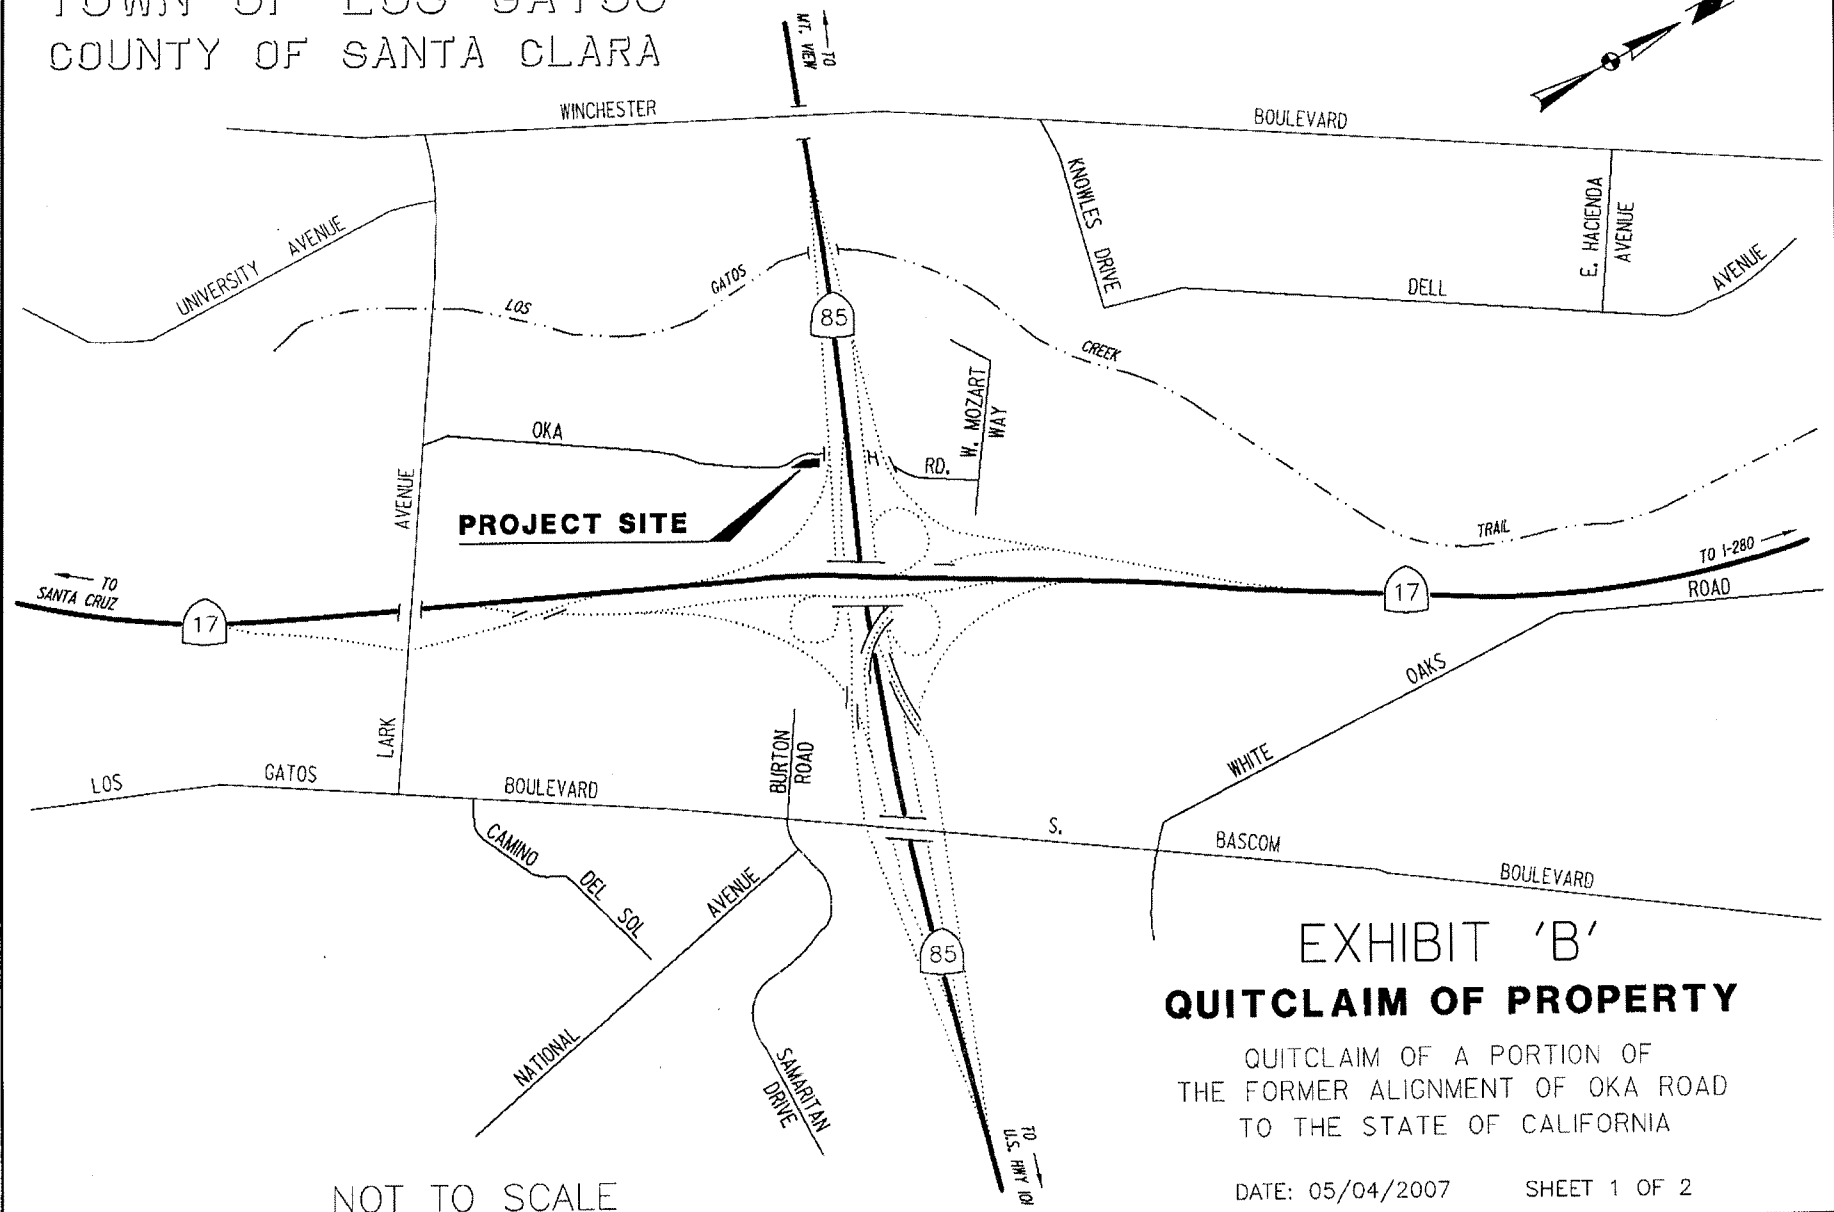 TOWN OF LOS GATOS
COUNTY OF SANTA CLARA
TO
MT. VIEW
WINCHESTER
BOULEVARD
KNOWLES DRIVE
E. HACIENDA
AVENUE
UNIVERSITY AVENUE
LOS
GATOS
DELL
AVENUE
85
CREEK
W. MOZART
WAY
OKA
RD.
AVENUE
PROJECT SITE
TRAIL
TO I-280
TO
SANTA CRUZ
17
17
ROAD
OAKS
LARK
BURTON
ROAD
WHITE
LOS
GATOS
BOULEVARD
S.
BASCOM
BOULEVARD
CAMINO
DEL
SOL
AVENUE
NATIONAL
85
SAMARITAN
DRIVE
TO
U.S. HWY 101
EXHIBIT 'B'
QUITCLAIM OF PROPERTY
QUITCLAIM OF A PORTION OF
THE FORMER ALIGNMENT OF OKA ROAD
TO THE STATE OF CALIFORNIA
NOT TO SCALE
DATE: 05/04/2007 SHEET 1 OF 2